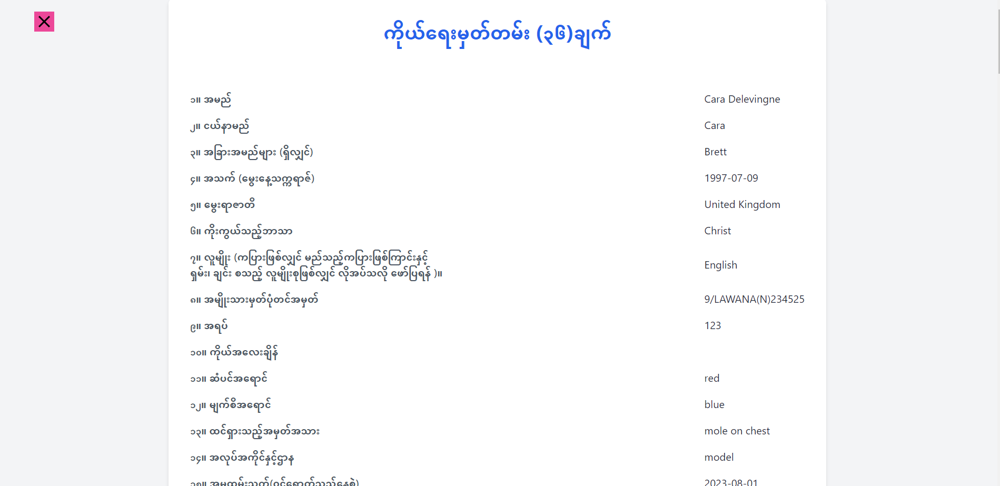 ကိုယ်ရေးမှတ်တမ်း (၃၆)ချက်
၁။ အမည် Cara Delevingne
၂။ ငယ်နာမည် Cara
၃။ အခြားအမည်များ (ရှိလျှင်) Brett
၄။ အသက် (မွေးနေ့သက္ကရာဇ်) 1997-07-09
၅။ မွေးရာဇာတိ United Kingdom
၆။ ကိုးကွယ်သည့်ဘာသာ Christ
၇။ လူမျိုး (ကပြားဖြစ်လျှင် မည်သည့်ကပြားဖြစ်ကြာင်းနှင့်
ရှမ်း၊ ချင်း စသည့် လူမျိုးစုဖြစ်လျှင် လိုအပ်သလို ဖော်ပြရန် )။ English
၈။ အမျိုးသားမှတ်ပုံတင်အမှတ် 9/LAWANA(N)234525
၉။ အရပ် 123
၁၀။ ကိုယ်အလေးချိန်
၁၁။ ဆံပင်အရောင် red
၁၂။ မျက်စိအရောင် blue
၁၃။ ထင်ရှားသည့်အမှတ်အသား mole on chest
၁၄။ အလုပ်အကိုင်နှင့်ဌာန model
၁၅။ အမှုထမ်းသက်(ဝင်ရောက်သည့်နေ့စွဲ) 2023-08-01